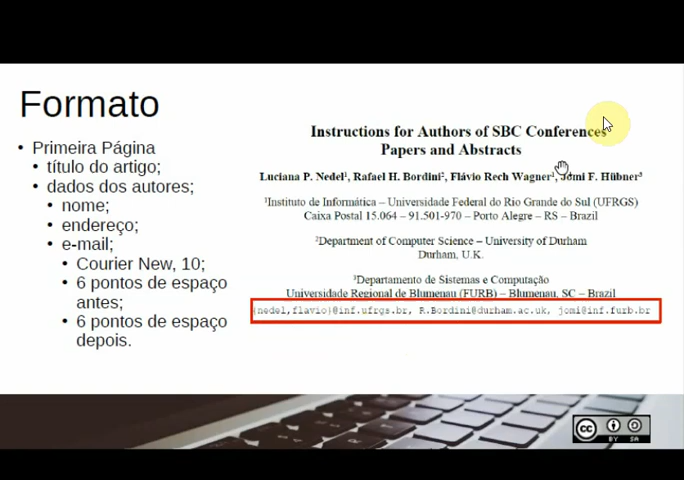 Formato
• Primeira Página
• título do artigo;
• dados dos autores;
• nome;
• endereço;
• e-mail;
• Courier New, 10;
• 6 pontos de espaço
antes;
• 6 pontos de espaço
depois.
Instructions for Authors of SBC Conferences
Papers and Abstracts
Luciana P. Nedel¹, Rafael H. Bordini², Flávio Rech Wagner¹, Jomi F. Hübner³
¹Instituto de Informática – Universidade Federal do Rio Grande do Sul (UFRGS)
Caixa Postal 15.064 – 91.501-970 – Porto Alegre – RS – Brazil
²Department of Computer Science – University of Durham
Durham, U.K.
³Departamento de Sistemas e Computação
Universidade Regional de Blumenau (FURB) – Blumenau, SC – Brazil
{nedel,flavio}@inf.ufrgs.br, R.Bordini@durham.ac.uk, jomi@inf.furb.br
cc
BY SA